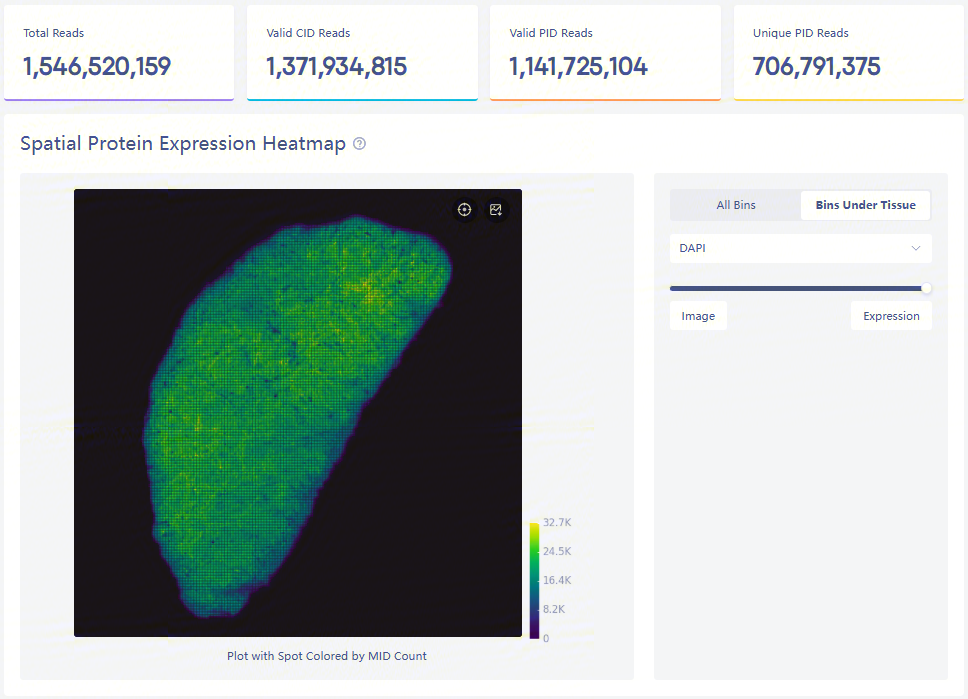 Total Reads
1,546,520,159
Valid CID Reads
1,371,934,815
Valid PID Reads
1,141,725,104
Unique PID Reads
706,791,375
Spatial Protein Expression Heatmap ?
All Bins
Bins Under Tissue
DAPI
Image
Expression
32.7K
24.5K
16.4K
8.2K
0
Plot with Spot Colored by MID Count